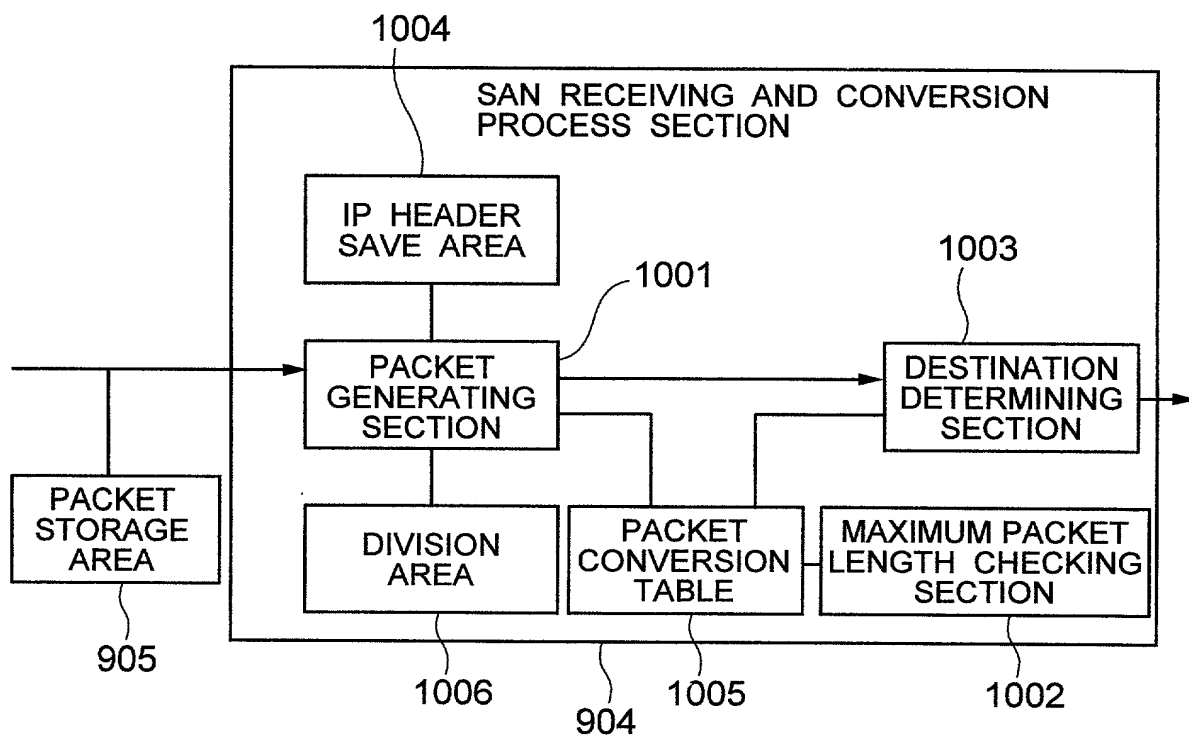 1004
SAN RECEIVING AND CONVERSION
PROCESS SECTION
IP HEADER
SAVE AREA
1001
1003
PACKET
GENERATING
SECTION
DESTINATION
DETERMINING
SECTION
PACKET
STORAGE
AREA
DIVISION
AREA
PACKET
CONVERSION
TABLE
MAXIMUM PACKET
LENGTH CHECKING
SECTION
905
1006
904
1005
1002